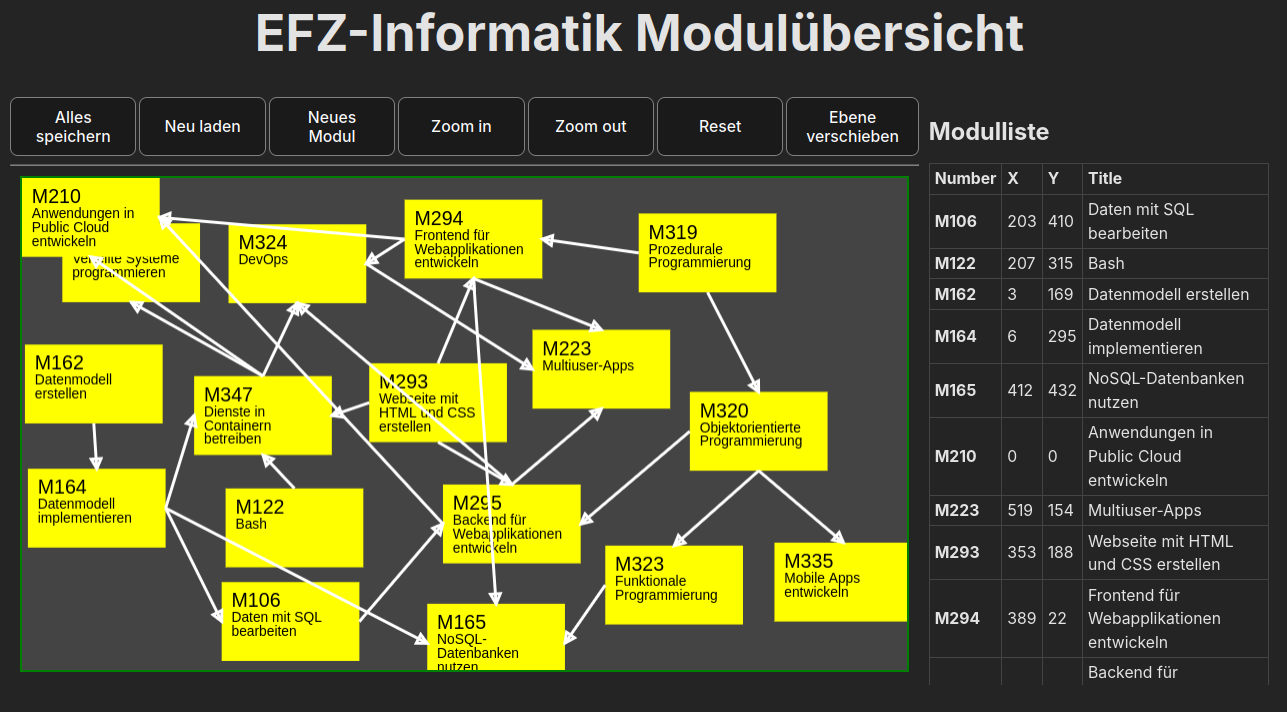 EFZ-Informatik Modulübersicht
Alles
speichern
Neu laden
Neues
Modul
Zoom in
Zoom out
Reset
Ebene
verschieben
M210
Anwendungen in
Public Cloud
entwickeln
Verteilte Systeme
programmieren
M324
DevOps
M294
Frontend für
Webapplikationen
entwickeln
M319
Prozedurale
Programmierung
M223
Multiuser-Apps
M162
Datenmodell
erstellen
M347
Dienste in
Containern
betreiben
M293
Webseite mit
HTML und CSS
erstellen
M320
Objektorientierte
Programmierung
M164
Datenmodell
implementieren
M122
Bash
M295
Backend für
Webapplikationen
entwickeln
M323
Funktionale
Programmierung
M335
Mobile Apps
entwickeln
M106
Daten mit SQL
bearbeiten
M165
NoSQL-
Datenbanken
nutzen
Modulliste
Number X Y Title
M106 203 410 Daten mit SQL
bearbeiten
M122 207 315 Bash
M162 3 169 Datenmodell erstellen
M164 6 295 Datenmodell
implementieren
M165 412 432 NoSQL-Datenbanken
nutzen
M210 0 0 Anwendungen in
Public Cloud
entwickeln
M223 519 154 Multiuser-Apps
M293 353 188 Webseite mit HTML
und CSS erstellen
M294 389 22 Frontend für
Webapplikationen
entwickeln
Backend für